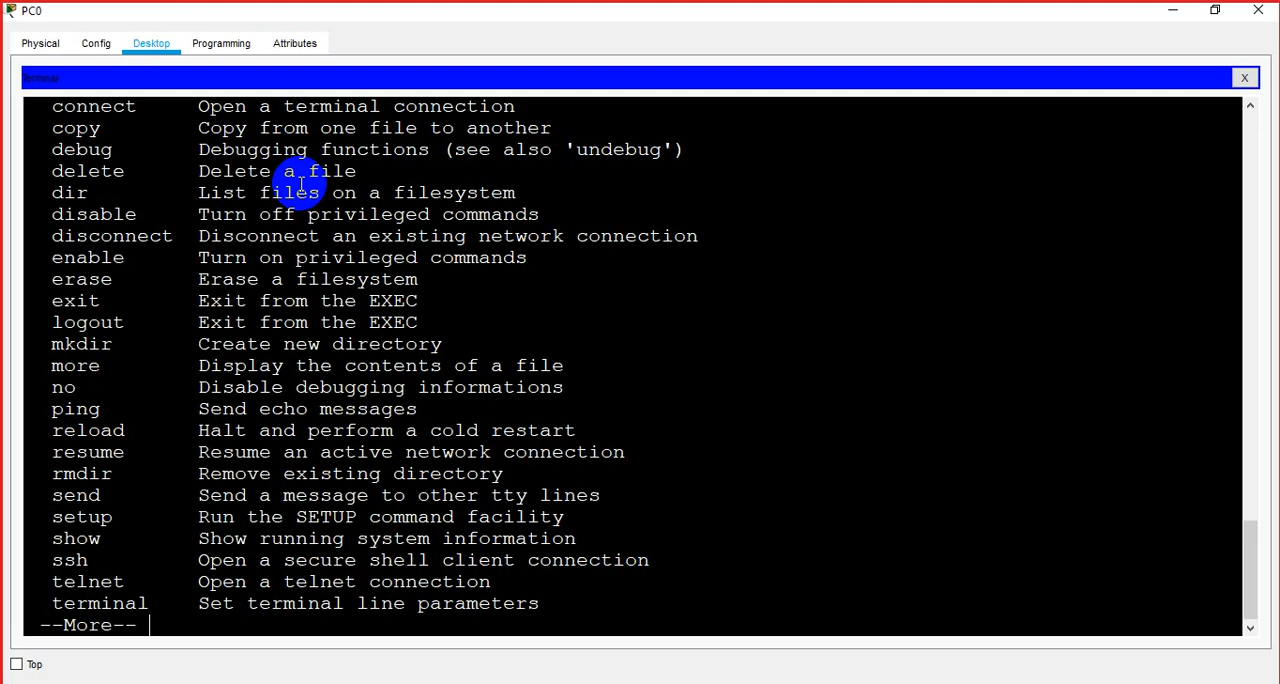 PC0
Physical Config Desktop Programming Attributes
Terminal
X
connect Open a terminal connection
copy Copy from one file to another
debug Debugging functions (see also 'undebug')
delete Delete a file
dir List files on a filesystem
disable Turn off privileged commands
disconnect Disconnect an existing network connection
enable Turn on privileged commands
erase Erase a filesystem
exit Exit from the EXEC
logout Exit from the EXEC
mkdir Create new directory
more Display the contents of a file
no Disable debugging informations
ping Send echo messages
reload Halt and perform a cold restart
resume Resume an active network connection
rmdir Remove existing directory
send Send a message to other tty lines
setup Run the SETUP command facility
show Show running system information
ssh Open a secure shell client connection
telnet Open a telnet connection
terminal Set terminal line parameters
--More--
Top